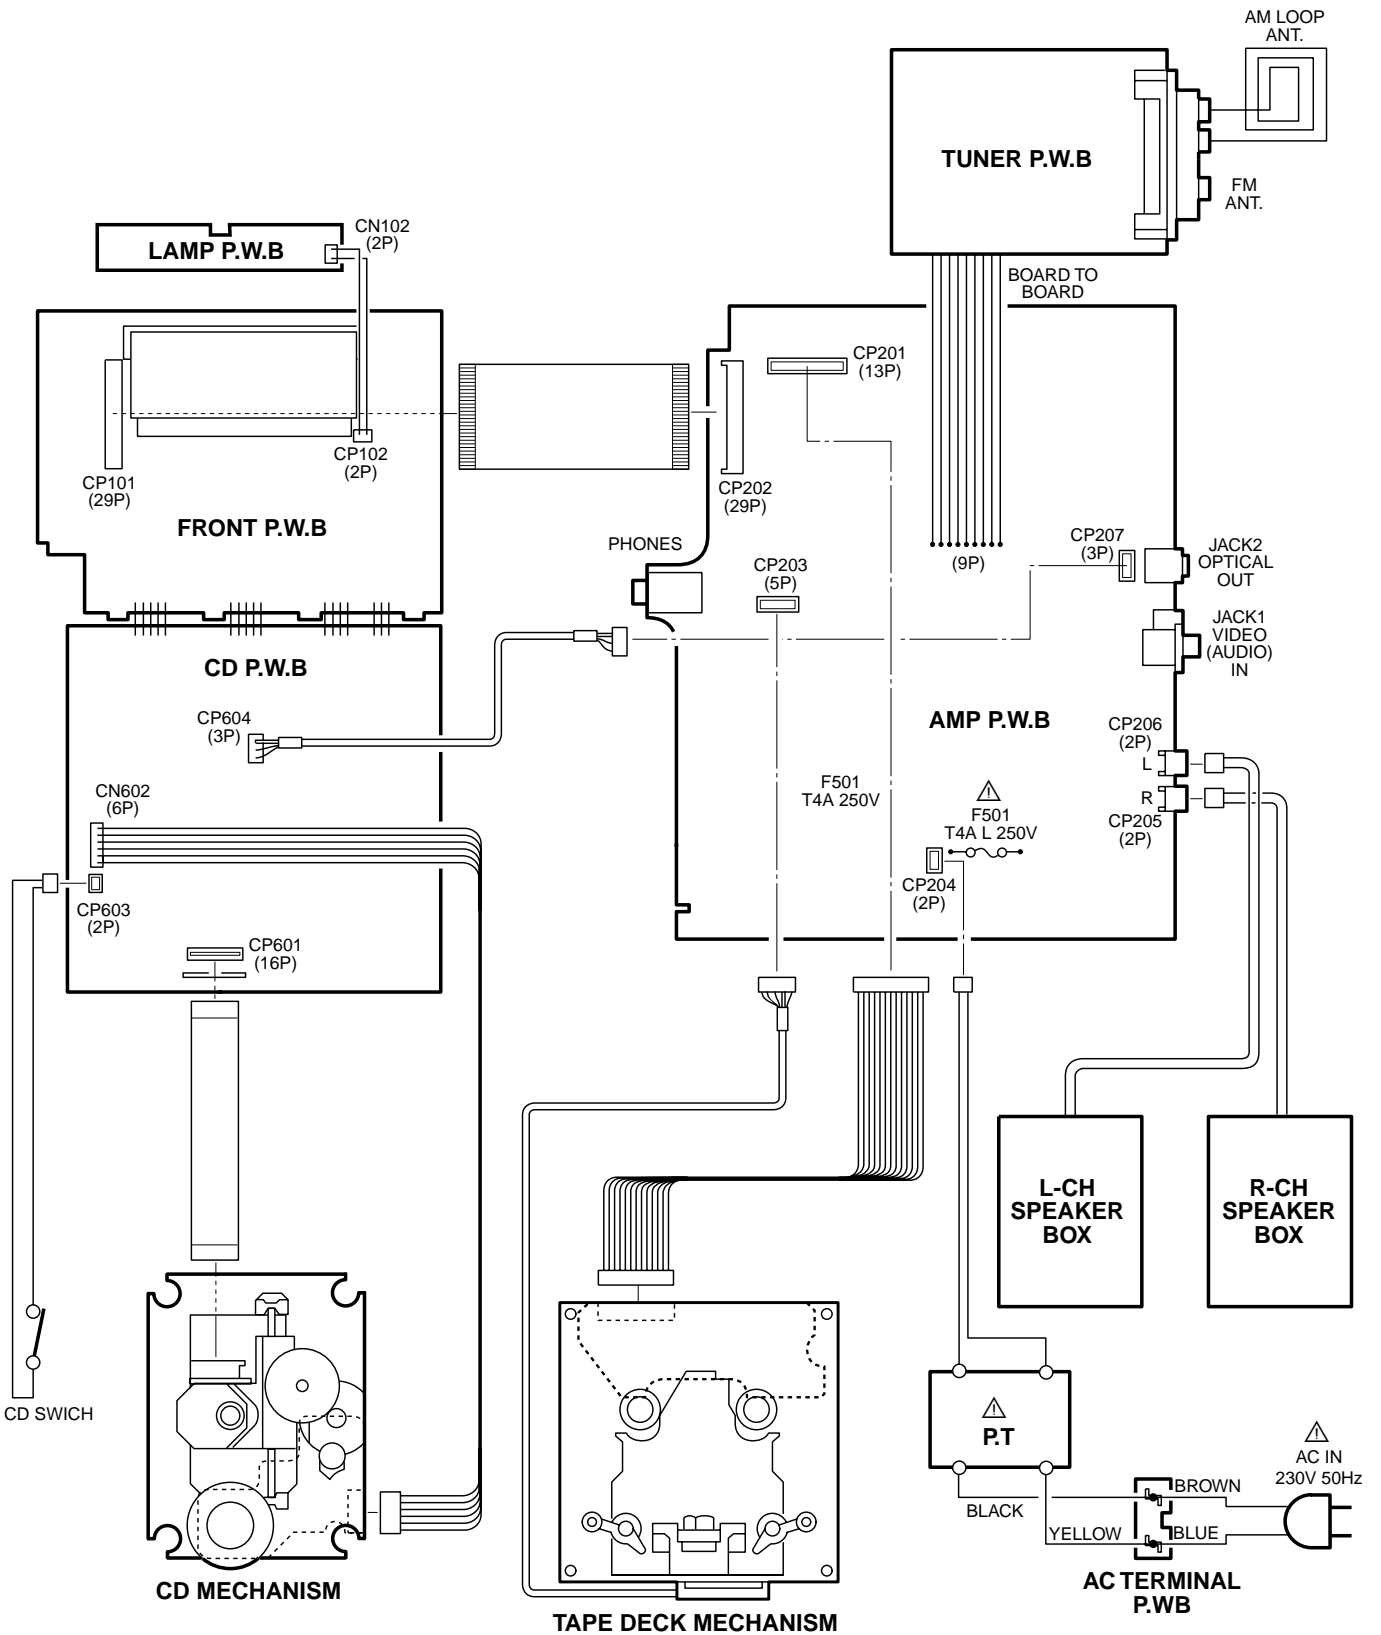 AM LOOP
ANT.
TUNER P.W.B
FM
ANT.
CN102
(2P)
LAMP P.W.B
BOARD TO
BOARD
CP201
(13P)
CP102
(2P)
CP101
(29P)
CP202
(29P)
FRONT P.W.B
PHONES
CP203
(5P)
(9P)
CP207
(3P)
JACK2
OPTICAL
OUT
JACK1
VIDEO
(AUDIO)
IN
CD P.W.B
CP604
(3P)
AMP P.W.B
CP206
(2P)
L
R
CP205
(2P)
CN602
(6P)
F501
T4A 250V
F501
T4A L 250V
CP204
(2P)
CP603
(2P)
CP601
(16P)
L-CH
SPEAKER
BOX
R-CH
SPEAKER
BOX
CD SWICH
P.T
AC IN
230V 50Hz
BROWN
BLACK
YELLOW
BLUE
CD MECHANISM
AC TERMINAL
P.WB
TAPE DECK MECHANISM